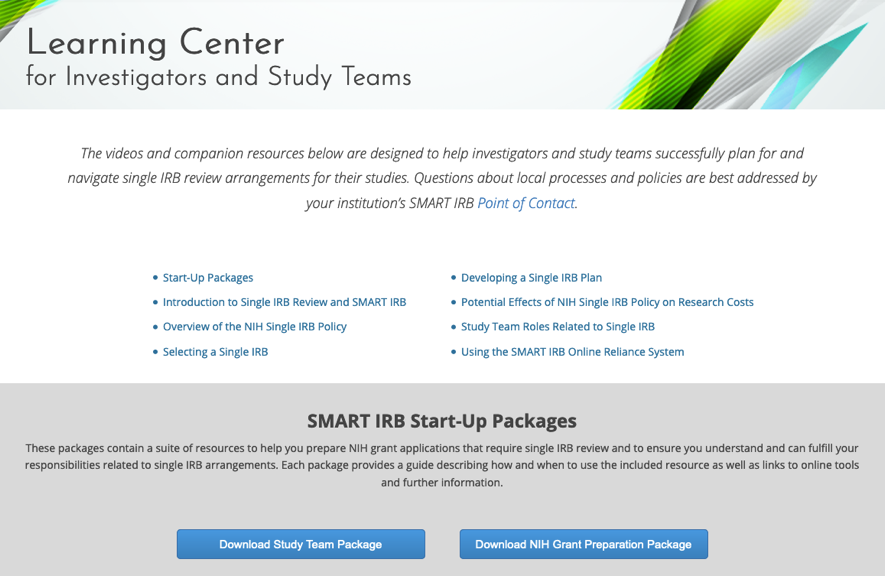 Learning Center
for Investigators and Study Teams
The videos and companion resources below are designed to help investigators and study teams successfully plan for and
navigate single IRB review arrangements for their studies. Questions about local processes and policies are best addressed by
your institution's SMART IRB Point of Contact.
• Start-Up Packages
• Introduction to Single IRB Review and SMART IRB
• Overview of the NIH Single IRB Policy
• Selecting a Single IRB
• Developing a Single IRB Plan
• Potential Effects of NIH Single IRB Policy on Research Costs
• Study Team Roles Related to Single IRB
• Using the SMART IRB Online Reliance System
SMART IRB Start-Up Packages
These packages contain a suite of resources to help you prepare NIH grant applications that require single IRB review and to ensure you understand and can fulfill your
responsibilities related to single IRB arrangements. Each package provides a guide describing how and when to use the included resource as well as links to online tools
and further information.
Download Study Team Package
Download NIH Grant Preparation Package